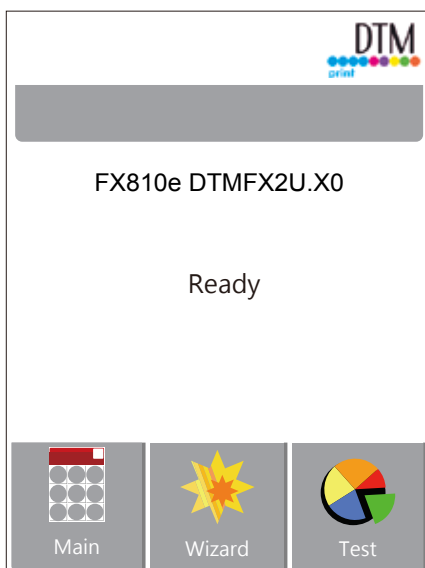 DTM
print
FX810e DTMFX2U.X0
Ready
Main
Wizard
Test